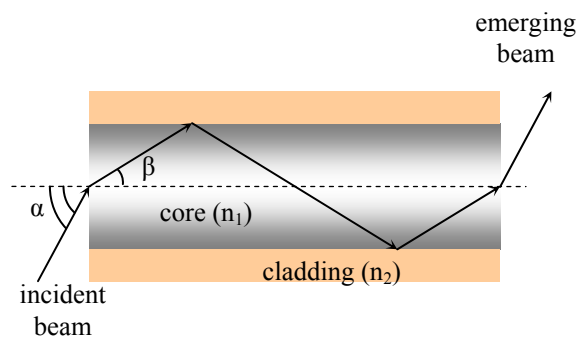 emerging
beam
β
α
core (n₁)
cladding (n₂)
incident
beam